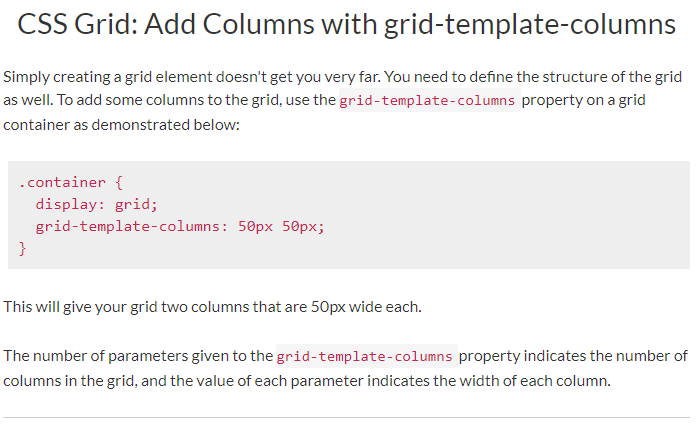 CSS Grid: Add Columns with grid-template-columns
Simply creating a grid element doesn't get you very far. You need to define the structure of the grid
as well. To add some columns to the grid, use the grid-template-columns property on a grid
container as demonstrated below:
.container {
  display: grid;
  grid-template-columns: 50px 50px;
}
This will give your grid two columns that are 50px wide each.
The number of parameters given to the grid-template-columns property indicates the number of
columns in the grid, and the value of each parameter indicates the width of each column.